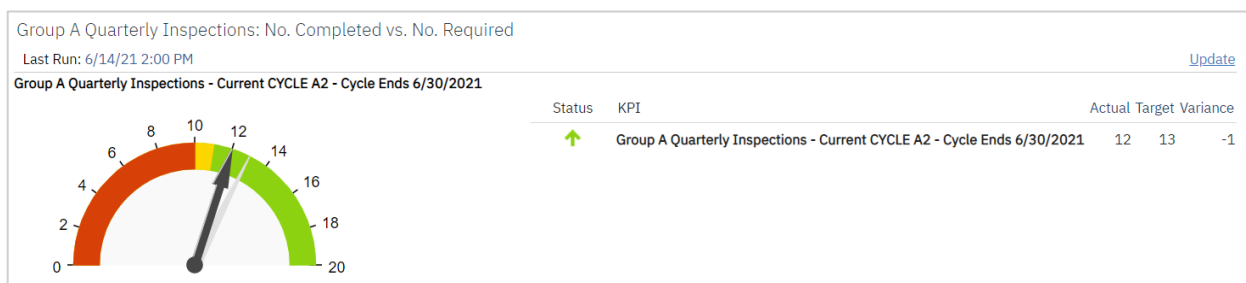 Group A Quarterly Inspections: No. Completed vs. No. Required
Last Run: 6/14/21 2:00 PM
Update
Group A Quarterly Inspections - Current CYCLE A2 - Cycle Ends 6/30/2021
0
2
4
6
8
10
12
14
16
18
20
Status KPI Actual Target Variance
Group A Quarterly Inspections - Current CYCLE A2 - Cycle Ends 6/30/2021 12 13 -1